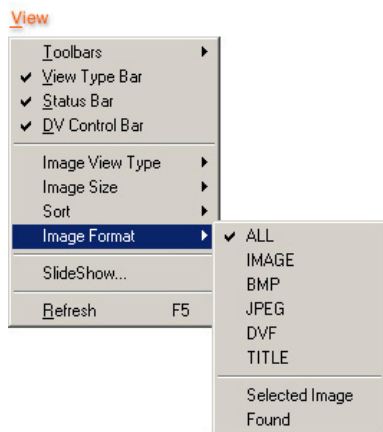 View
Toolbars
View Type Bar
Status Bar
DV Control Bar
Image View Type
Image Size
Sort
Image Format
SlideShow...
Refresh F5
ALL
IMAGE
BMP
JPEG
DVF
TITLE
Selected Image
Found